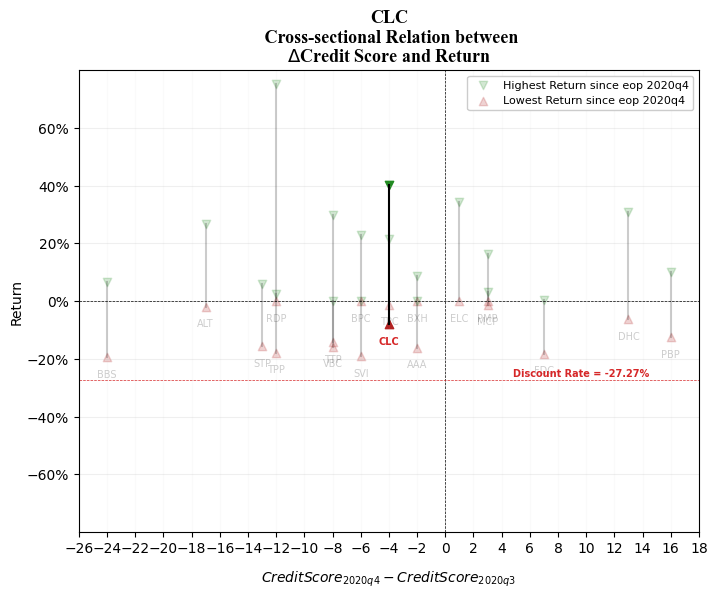 CLC
Cross-sectional Relation between
ΔCredit Score and Return
Highest Return since eop 2020q4
Lowest Return since eop 2020q4
Return
60%
40%
20%
0%
−20%
−40%
−60%
ALT
RDP
BPC
BXH
ELC
MCP
CLC
DHC
PBP
STP
TPP
VBC
SVI
AAA
BBS
Discount Rate = -27.27%
−26 −24 −22 −20 −18 −16 −14 −12 −10 −8 −6 −4 −2 0 2 4 6 8 10 12 14 16 18
CreditScore2020q4 − CreditScore2020q3